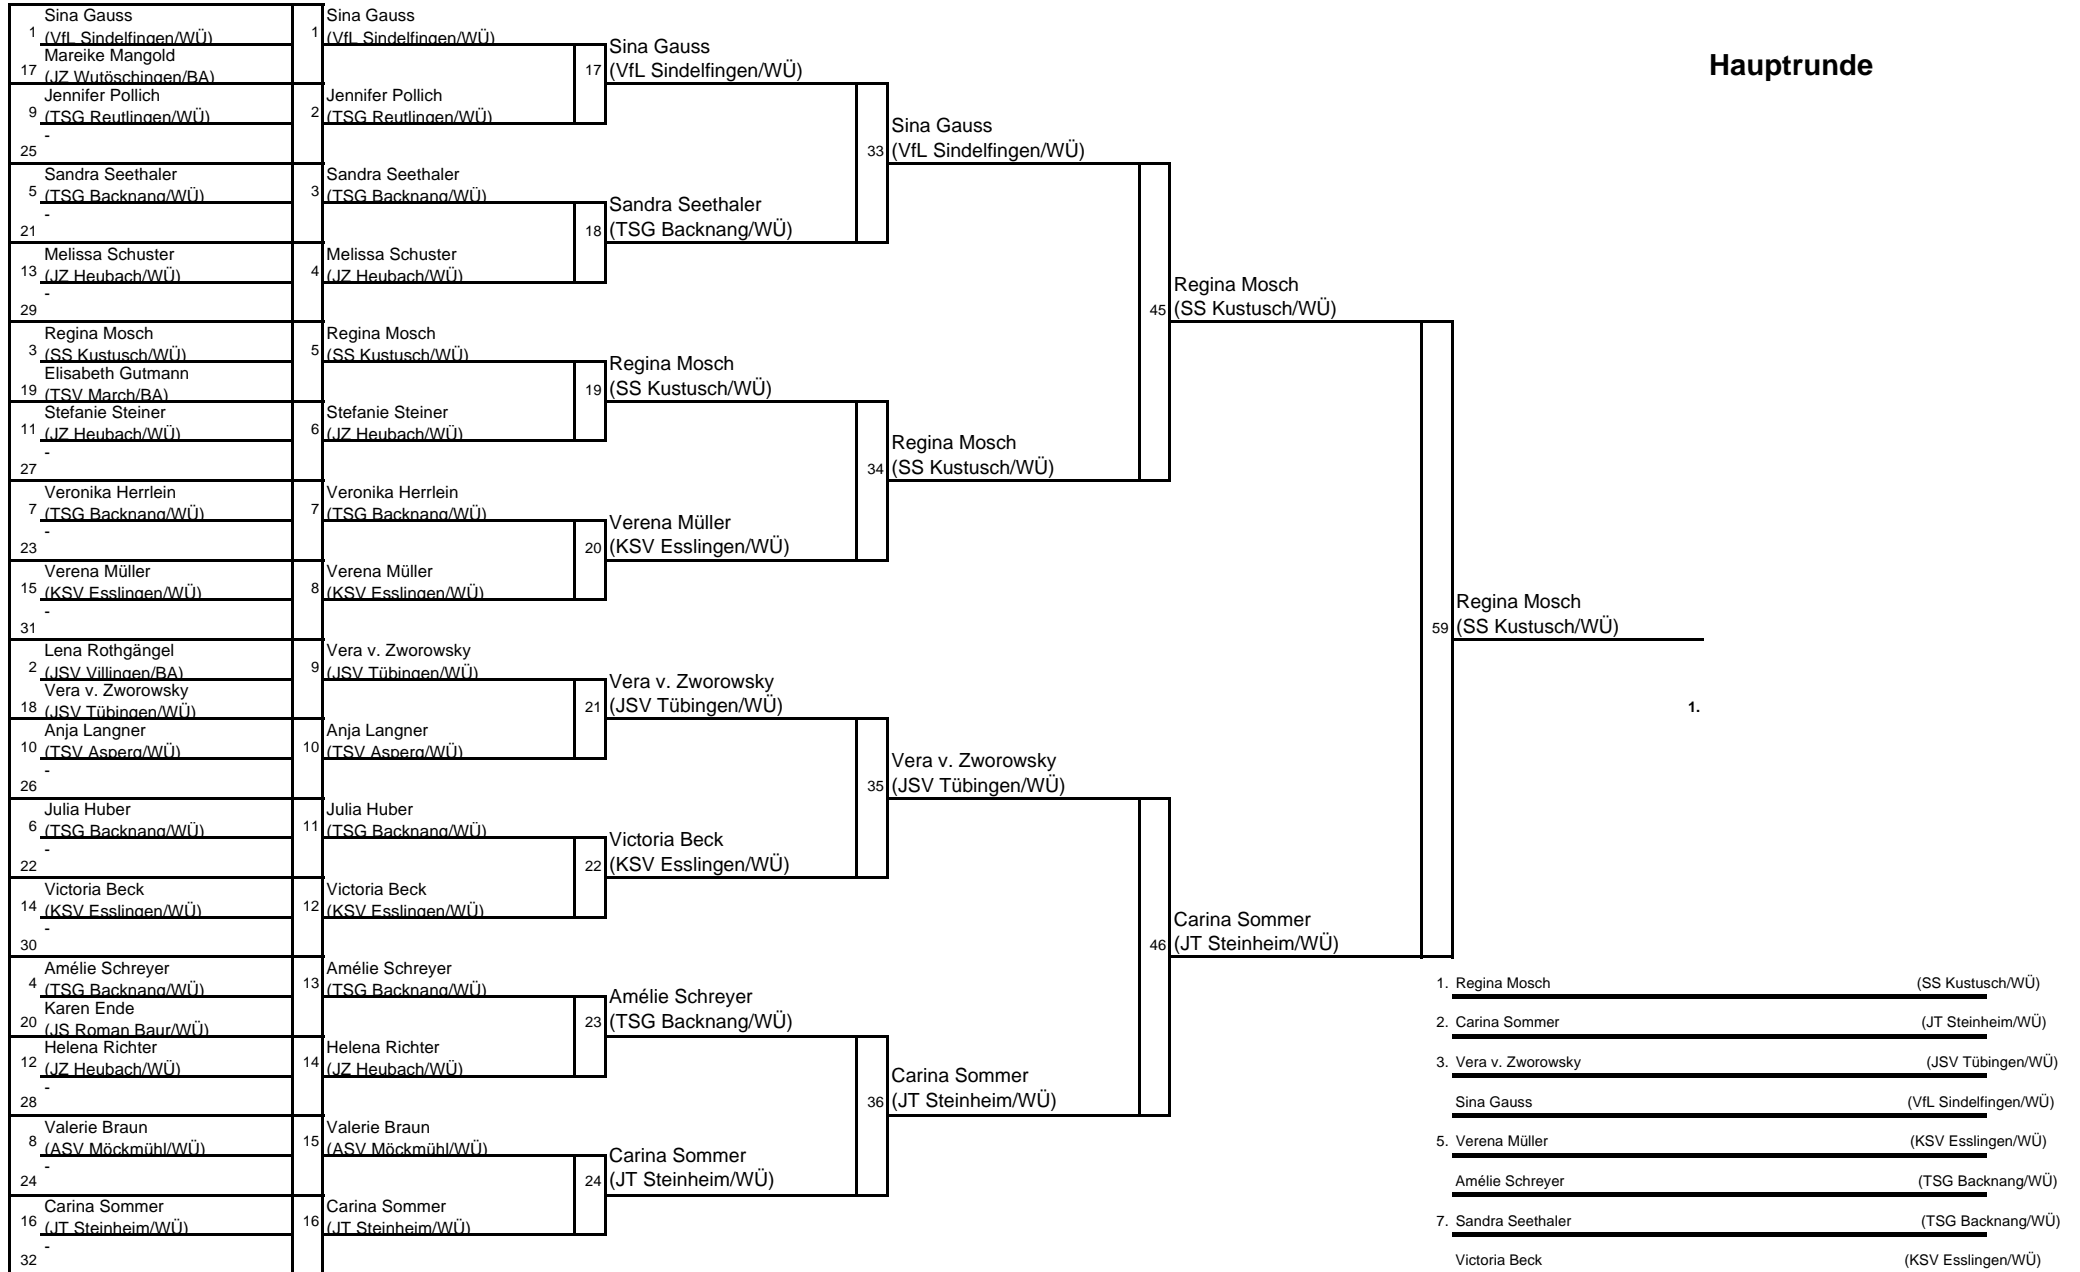 Hauptrunde
1 Sina Gauss
(VfL Sindelfingen/WÜ)
17 Mareike Mangold
(JZ Wutöschingen/BA)
9 Jennifer Pollich
(TSG Reutlingen/WÜ)
25 -
5 Sandra Seethaler
(TSG Backnang/WÜ)
21 -
13 Melissa Schuster
(JZ Heubach/WÜ)
29 -
3 Regina Mosch
(SS Kustusch/WÜ)
19 Elisabeth Gutmann
(TSV March/BA)
11 Stefanie Steiner
(JZ Heubach/WÜ)
27 -
7 Veronika Herrlein
(TSG Backnang/WÜ)
23 -
15 Verena Müller
(KSV Esslingen/WÜ)
31 -
2 Lena Rothgängel
(JSV Villingen/BA)
18 Vera v. Zworowsky
(JSV Tübingen/WÜ)
10 Anja Langner
(TSV Asperg/WÜ)
26 -
6 Julia Huber
(TSG Backnang/WÜ)
22 -
14 Victoria Beck
(KSV Esslingen/WÜ)
30 -
4 Amélie Schreyer
(TSG Backnang/WÜ)
20 Karen Ende
(JS Roman Baur/WÜ)
12 Helena Richter
(JZ Heubach/WÜ)
28 -
8 Valerie Braun
(ASV Möckmühl/WÜ)
24 -
16 Carina Sommer
(JT Steinheim/WÜ)
32 -
1 Sina Gauss
(VfL Sindelfingen/WÜ)
2 Jennifer Pollich
(TSG Reutlingen/WÜ)
3 Sandra Seethaler
(TSG Backnang/WÜ)
4 Melissa Schuster
(JZ Heubach/WÜ)
5 Regina Mosch
(SS Kustusch/WÜ)
6 Stefanie Steiner
(JZ Heubach/WÜ)
7 Veronika Herrlein
(TSG Backnang/WÜ)
8 Verena Müller
(KSV Esslingen/WÜ)
9 Vera v. Zworowsky
(JSV Tübingen/WÜ)
10 Anja Langner
(TSV Asperg/WÜ)
11 Julia Huber
(TSG Backnang/WÜ)
12 Victoria Beck
(KSV Esslingen/WÜ)
13 Amélie Schreyer
(TSG Backnang/WÜ)
14 Helena Richter
(JZ Heubach/WÜ)
15 Valerie Braun
(ASV Möckmühl/WÜ)
16 Carina Sommer
(JT Steinheim/WÜ)
Sina Gauss
17 (VfL Sindelfingen/WÜ)
Sandra Seethaler
18 (TSG Backnang/WÜ)
Regina Mosch
19 (SS Kustusch/WÜ)
Verena Müller
20 (KSV Esslingen/WÜ)
Vera v. Zworowsky
21 (JSV Tübingen/WÜ)
Victoria Beck
22 (KSV Esslingen/WÜ)
Amélie Schreyer
23 (TSG Backnang/WÜ)
Carina Sommer
24 (JT Steinheim/WÜ)
Sina Gauss
33 (VfL Sindelfingen/WÜ)
Regina Mosch
34 (SS Kustusch/WÜ)
Vera v. Zworowsky
35 (JSV Tübingen/WÜ)
Carina Sommer
36 (JT Steinheim/WÜ)
Regina Mosch
45 (SS Kustusch/WÜ)
Carina Sommer
46 (JT Steinheim/WÜ)
Regina Mosch
59 (SS Kustusch/WÜ)
1.
1. Regina Mosch (SS Kustusch/WÜ)
2. Carina Sommer (JT Steinheim/WÜ)
3. Vera v. Zworowsky (JSV Tübingen/WÜ)
Sina Gauss (VfL Sindelfingen/WÜ)
5. Verena Müller (KSV Esslingen/WÜ)
Amélie Schreyer (TSG Backnang/WÜ)
7. Sandra Seethaler (TSG Backnang/WÜ)
Victoria Beck (KSV Esslingen/WÜ)